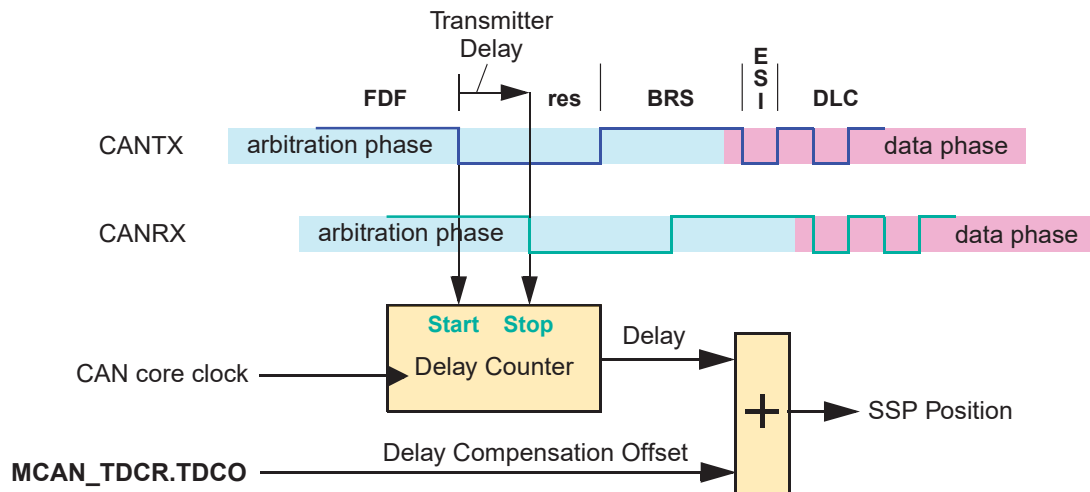 Transmitter
Delay
FDF
res
BRS
ESI
DLC
CANTX
arbitration phase
data phase
CANRX
arbitration phase
data phase
Start
Stop
Delay
CAN core clock
Delay Counter
+
SSP Position
Delay Compensation Offset
MCAN_TDCR.TDCO